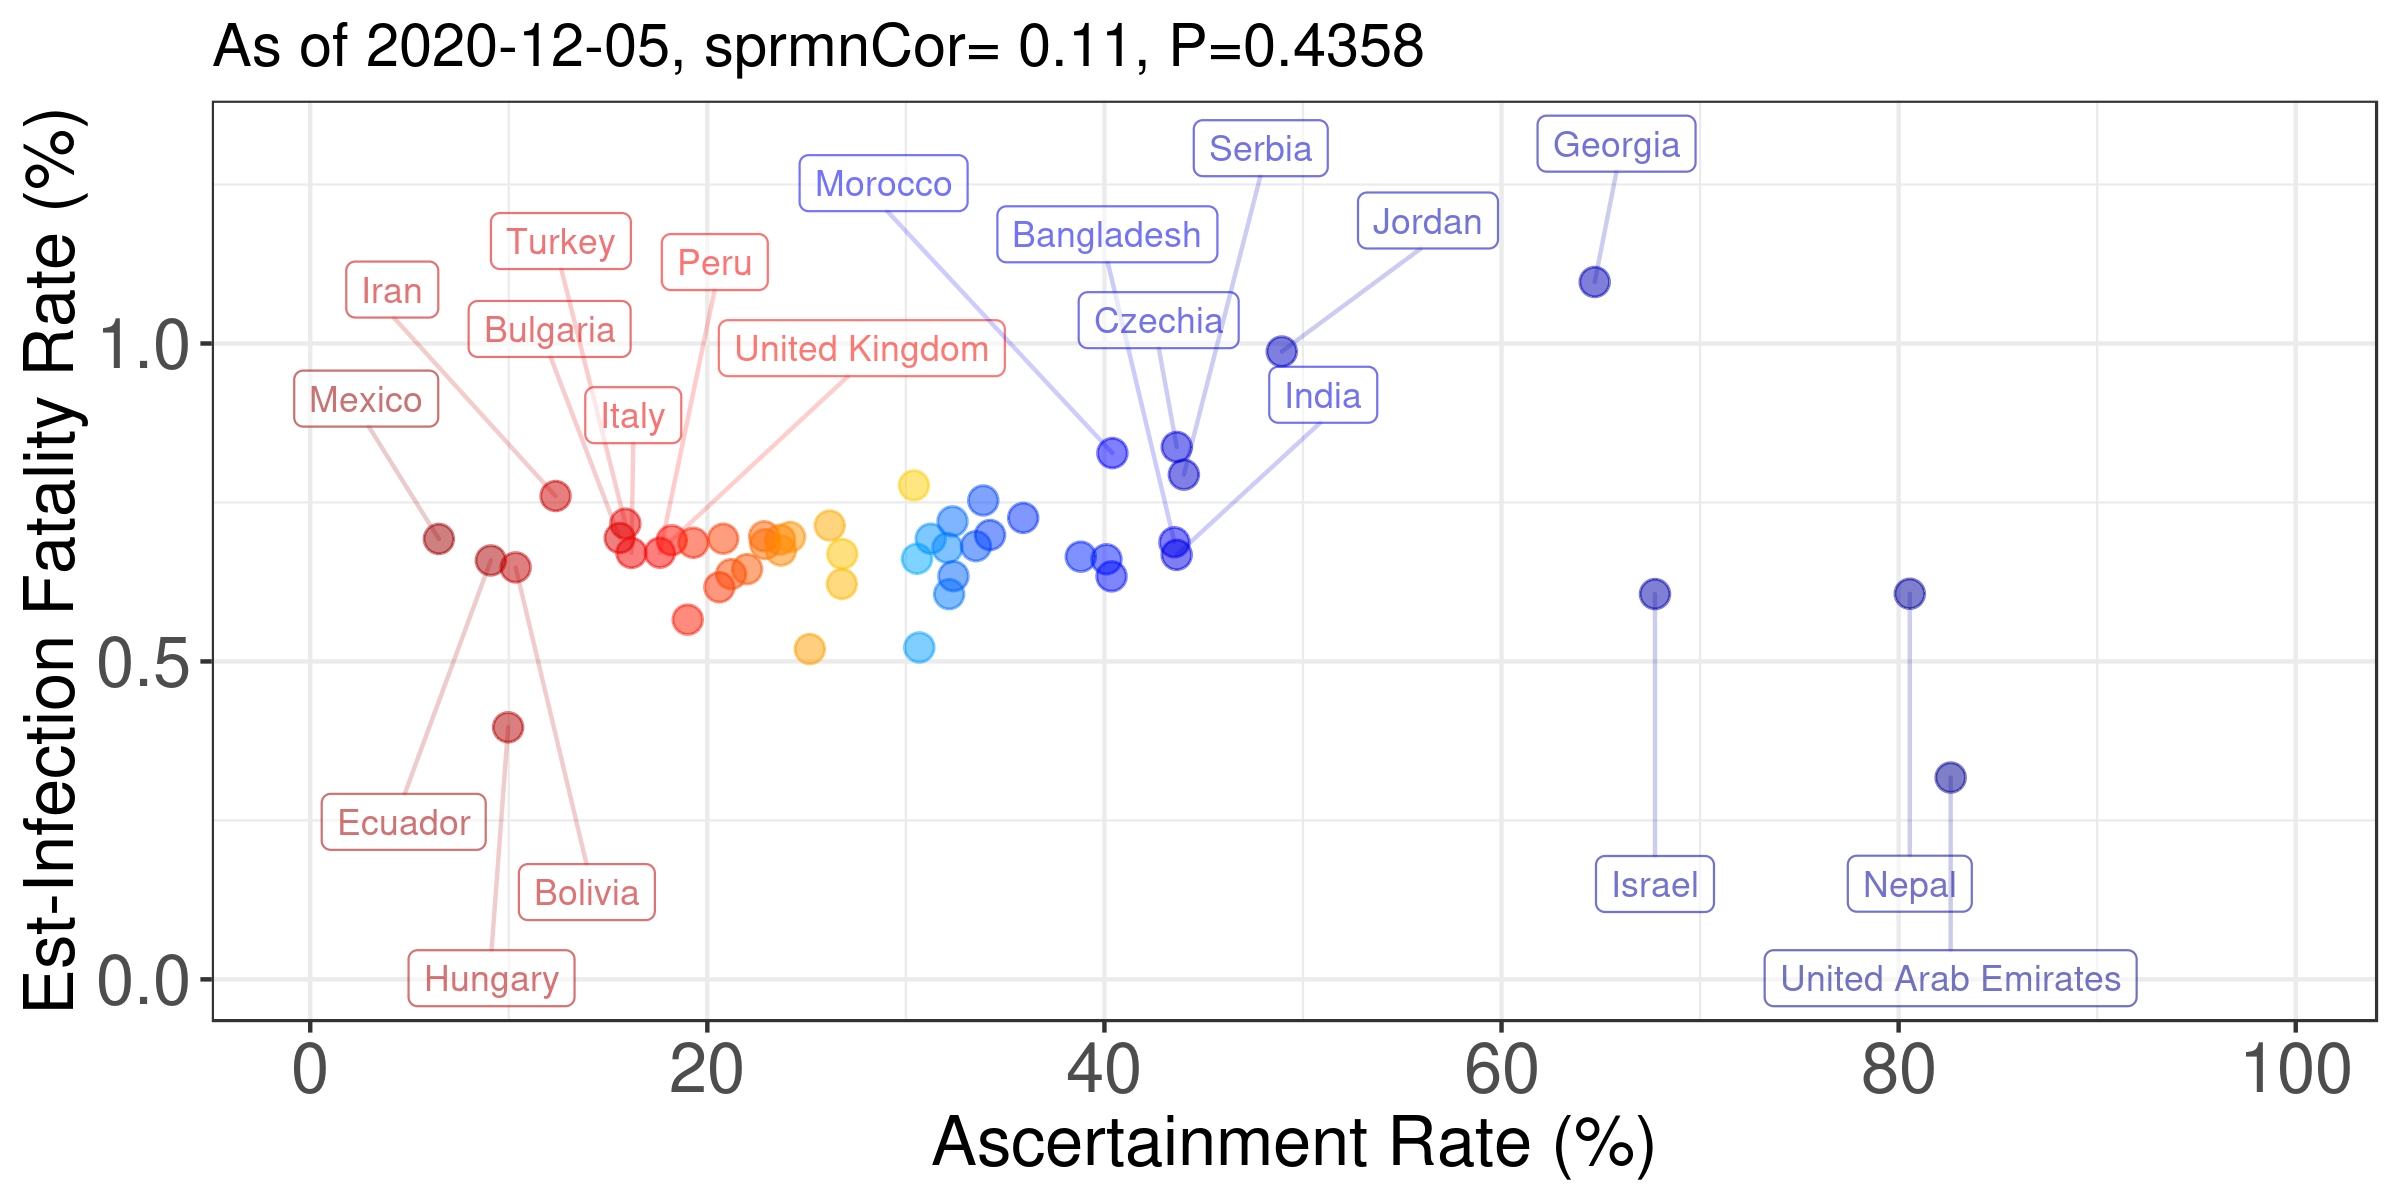 As of 2020-12-05, sprmnCor= 0.11, P=0.4358
Est-Infection Fatality Rate (%)
1.0
0.5
0.0
Serbia
Georgia
Morocco
Jordan
Bangladesh
Turkey
Peru
Iran
Czechia
Bulgaria
United Kingdom
India
Mexico
Italy
Ecuador
Bolivia
Israel
Nepal
Hungary
United Arab Emirates
0
20
40
60
80
100
Ascertainment Rate (%)